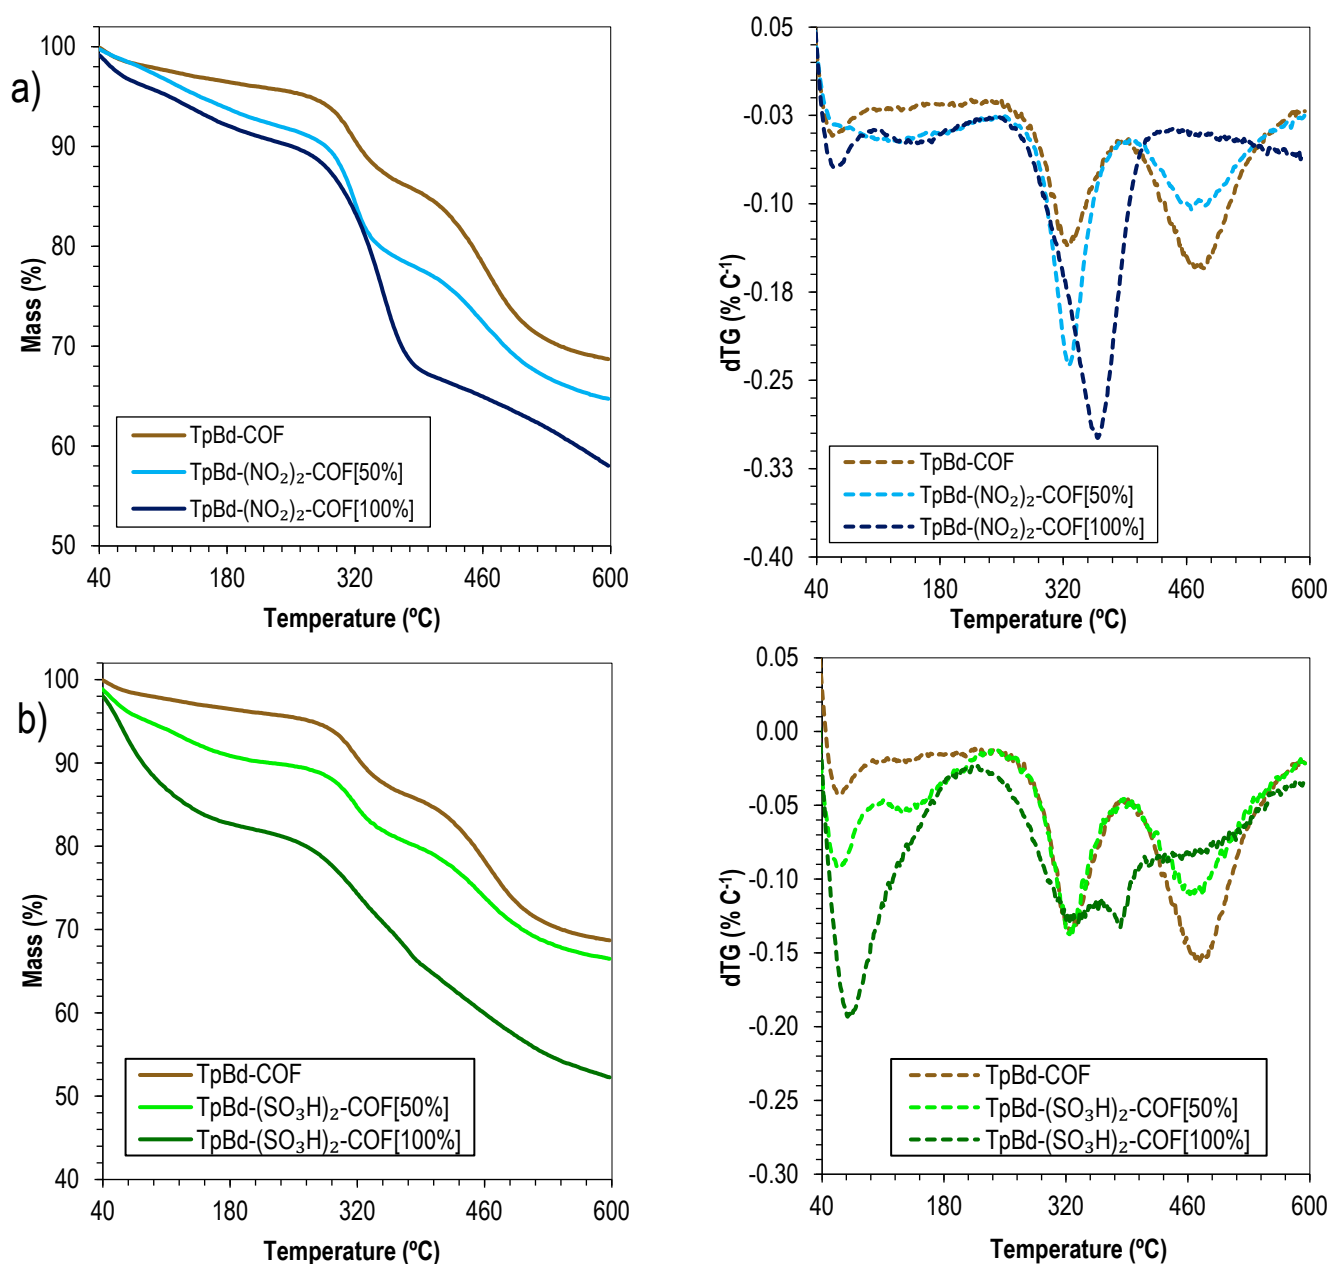 a)
100
90
80
70
60
50
Mass (%)
40 180 320 460 600
Temperature (ºC)
TpBd-COF
TpBd-(NO₂)₂-COF[50%]
TpBd-(NO₂)₂-COF[100%]
0.05
-0.03
-0.10
-0.18
-0.25
-0.33
-0.40
dTG (% C⁻¹)
40 180 320 460 600
Temperature (ºC)
TpBd-COF
TpBd-(NO₂)₂-COF[50%]
TpBd-(NO₂)₂-COF[100%]
b)
100
90
80
70
60
50
40
Mass (%)
40 180 320 460 600
Temperature (ºC)
TpBd-COF
TpBd-(SO₃H)₂-COF[50%]
TpBd-(SO₃H)₂-COF[100%]
0.05
0.00
-0.05
-0.10
-0.15
-0.20
-0.25
-0.30
dTG (% C⁻¹)
40 180 320 460 600
Temperature (ºC)
TpBd-COF
TpBd-(SO₃H)₂-COF[50%]
TpBd-(SO₃H)₂-COF[100%]